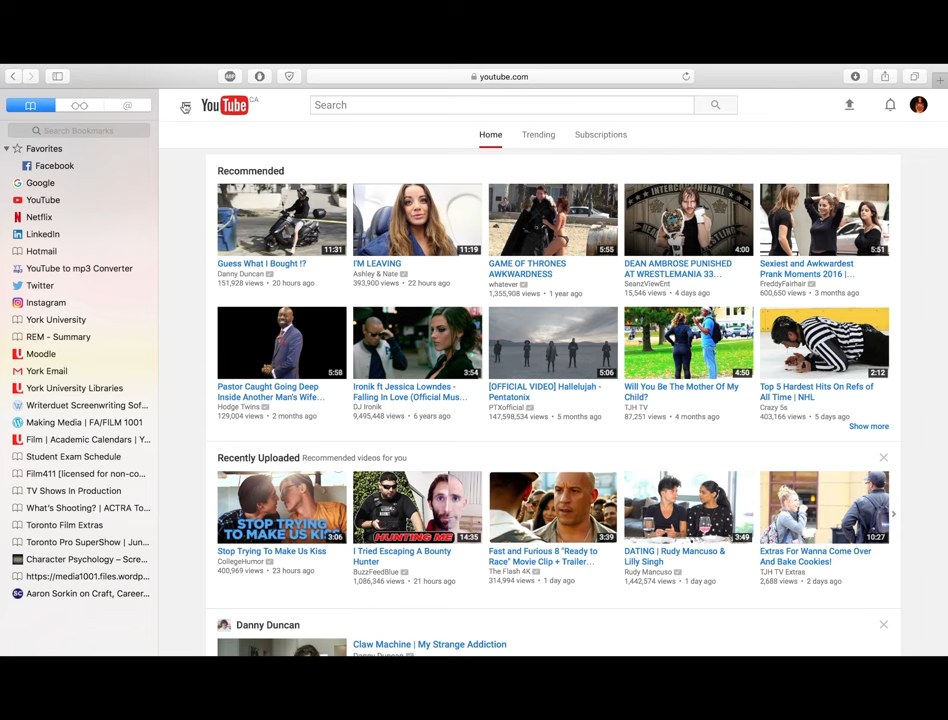 ABP
youtube.com
YouTube CA
Search
Search Bookmarks
Favorites
Facebook
Google
YouTube
Netflix
LinkedIn
Hotmail
YouTube to mp3 Converter
Twitter
Instagram
York University
REM - Summary
Moodle
York Email
York University Libraries
Writerduet Screenwriting Sof...
Making Media | FA/FILM 1001
Film | Academic Calendars | Y...
Student Exam Schedule
Film411 [licensed for non-co...
TV Shows In Production
What's Shooting? | ACTRA To...
Toronto Film Extras
Toronto Pro SuperShow | Jun...
Character Psychology – Scre...
https://media1001.files.wordp...
Aaron Sorkin on Craft, Career...
Home Trending Subscriptions
Recommended
11:31
Guess What I Bought !?
Danny Duncan
151,928 views • 20 hours ago
11:19
I'M LEAVING
Ashley & Nate
393,900 views • 22 hours ago
5:55
GAME OF THRONES
AWKWARDNESS
whatever
1,355,908 views • 1 year ago
INTERCONTINENTAL
4:00
DEAN AMBROSE PUNISHED
AT WRESTLEMANIA 33...
SeanzViewEnt
15,546 views • 4 days ago
5:51
Sexiest and Awkwardest
Prank Moments 2016 |...
FreddyFairhair
600,650 views • 3 months ago
5:58
Pastor Caught Going Deep
Inside Another Man's Wife...
Hodge Twins
129,004 views • 2 months ago
3:54
Ironik ft Jessica Lowndes -
Falling In Love (Official Mus...
DJ Ironik
9,495,448 views • 6 years ago
5:06
[OFFICIAL VIDEO] Hallelujah -
Pentatonix
PTXofficial
147,598,534 views • 5 months ago
4:50
Will You Be The Mother Of My
Child?
TJH TV
87,251 views • 4 months ago
2:12
Top 5 Hardest Hits On Refs of
All Time | NHL
Crazy 5s
403,166 views • 5 days ago
Show more
Recently Uploaded Recommended videos for you
STOP TRYING
TO MAKE US KISS
3:06
Stop Trying To Make Us Kiss
CollegeHumor
400,969 views • 23 hours ago
HUNTING ME
14:35
I Tried Escaping A Bounty
Hunter
BuzzFeedBlue
1,086,346 views • 21 hours ago
3:39
Fast and Furious 8 "Ready to
Race" Movie Clip + Trailer...
The Flash 4K
314,994 views • 1 day ago
3:49
DATING | Rudy Mancuso &
Lilly Singh
Rudy Mancuso
1,442,574 views • 1 day ago
10:27
Extras For Wanna Come Over
And Bake Cookies!
TJH TV Extras
2,688 views • 2 days ago
Danny Duncan
Claw Machine | My Strange Addiction
Danny Duncan